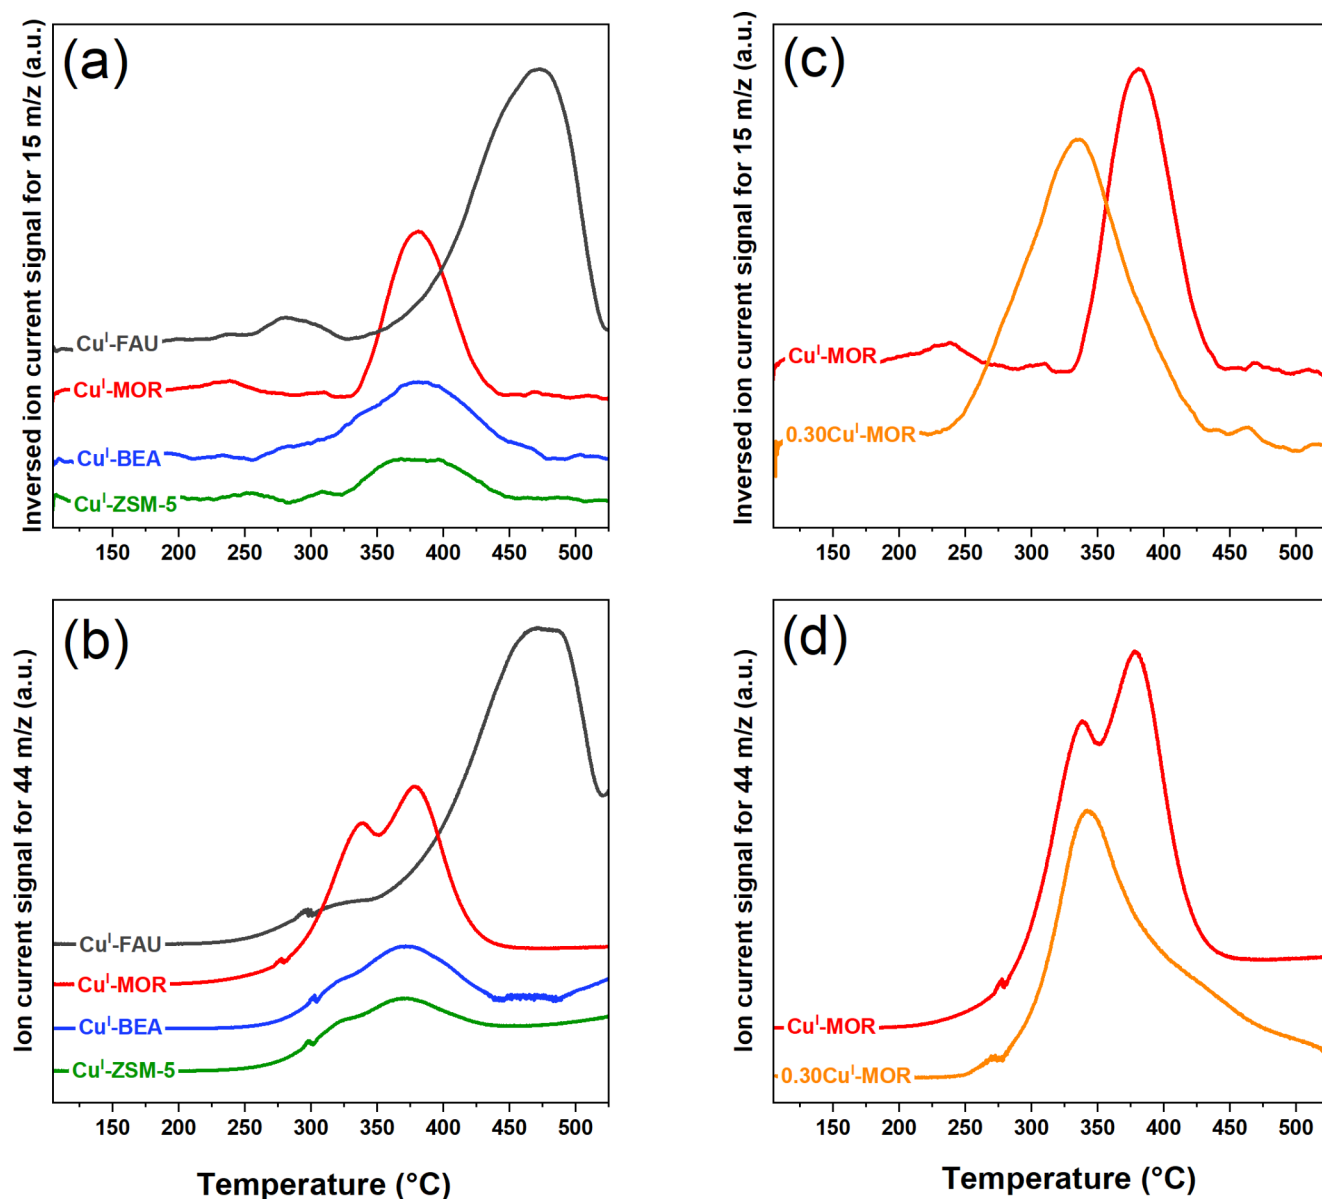 (a)
Inversed ion current signal for 15 m/z (a.u.)
Cuᴵ-FAU
Cuᴵ-MOR
Cuᴵ-BEA
Cuᴵ-ZSM-5
150 200 250 300 350 400 450 500
(c)
Inversed ion current signal for 15 m/z (a.u.)
Cuᴵ-MOR
0.30Cuᴵ-MOR
150 200 250 300 350 400 450 500
(b)
Ion current signal for 44 m/z (a.u.)
Cuᴵ-FAU
Cuᴵ-MOR
Cuᴵ-BEA
Cuᴵ-ZSM-5
150 200 250 300 350 400 450 500
Temperature (°C)
(d)
Ion current signal for 44 m/z (a.u.)
Cuᴵ-MOR
0.30Cuᴵ-MOR
150 200 250 300 350 400 450 500
Temperature (°C)